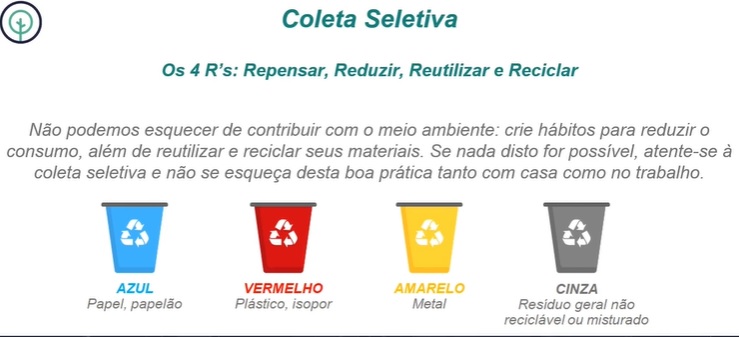 Coleta Seletiva
Os 4 R's: Repensar, Reduzir, Reutilizar e Reciclar
Não podemos esquecer de contribuir com o meio ambiente: crie hábitos para reduzir o
consumo, além de reutilizar e reciclar seus materiais. Se nada disto for possível, atente-se à
coleta seletiva e não se esqueça desta boa prática tanto com casa como no trabalho.
AZUL
Papel, papelão
VERMELHO
Plástico, isopor
AMARELO
Metal
CINZA
Resíduo geral não
reciclável ou misturado